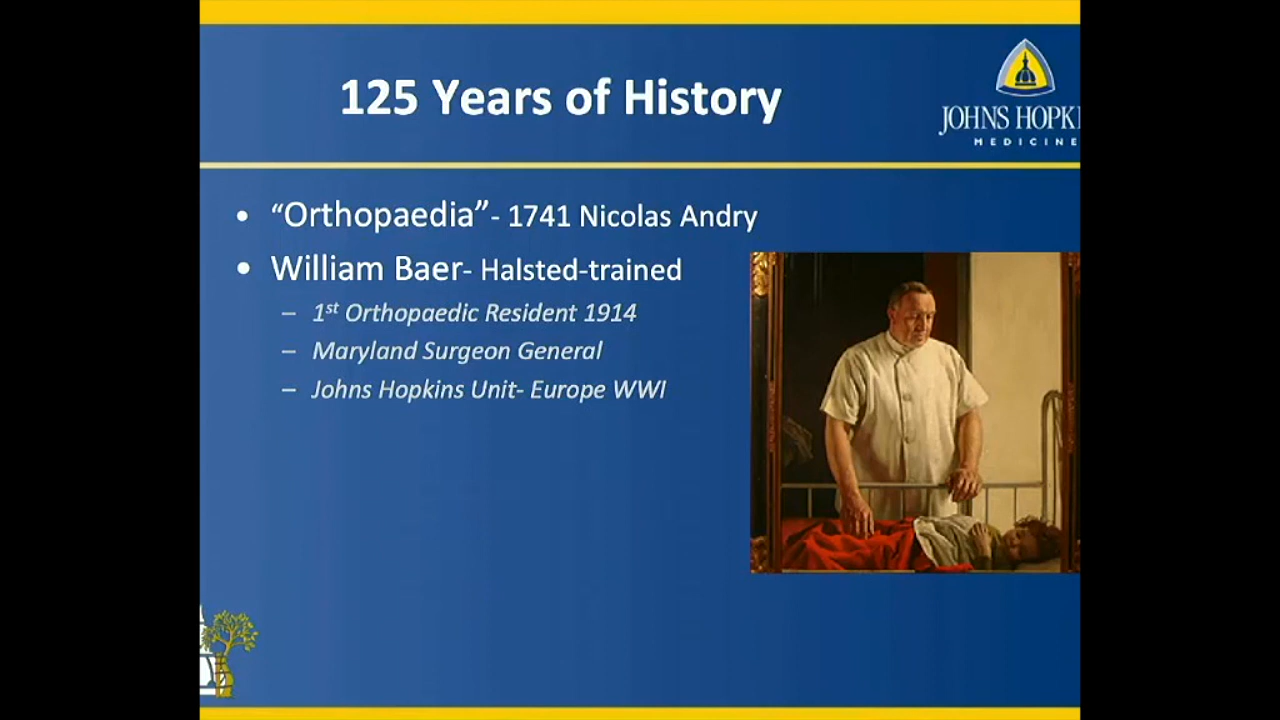 125 Years of History
JOHNS HOPKI
MEDICINE
• “Orthopaedia”- 1741 Nicolas Andry
• William Baer- Halsted-trained
– 1st Orthopaedic Resident 1914
– Maryland Surgeon General
– Johns Hopkins Unit- Europe WWI